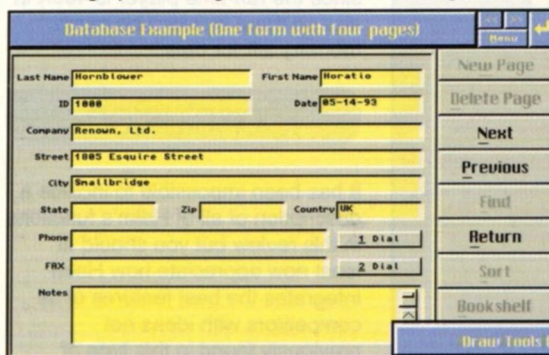 Database Example (One form with four pages)
Menu
Last Name Hornblower First Name Horatio
ID 1000 Date 05-14-93
Company Renown, Ltd.
Street 1805 Esquire Street
City Smallbridge
State Zip Country UK
Phone 1 Dial
FAX 2 Dial
Notes
New Page
Delete Page
Next
Previous
Find
Return
Sort
Bookshelf
Draw Tools